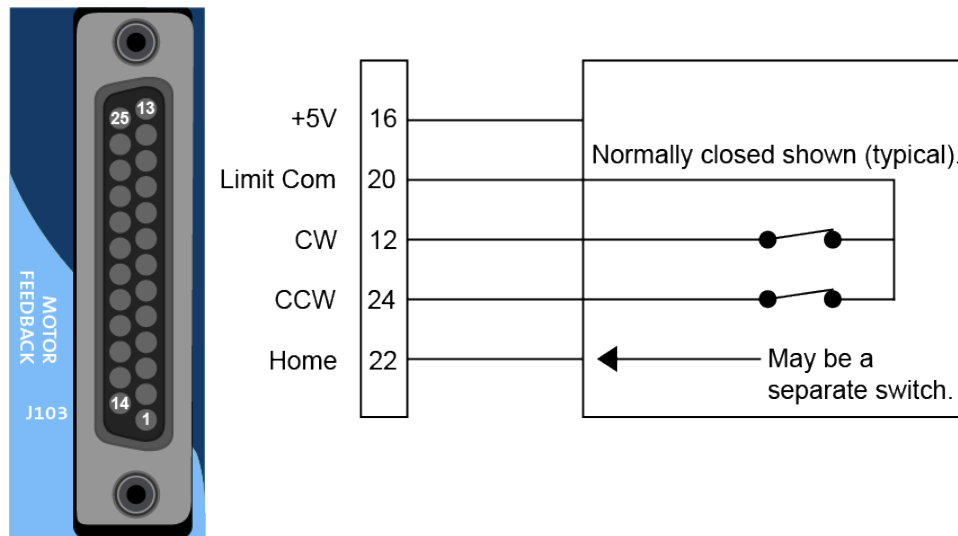 25
13
14
1
MOTOR
FEEDBACK
J103
+5V 16
Normally closed shown (typical).
Limit Com 20
CW 12
CCW 24
Home 22
May be a
separate switch.